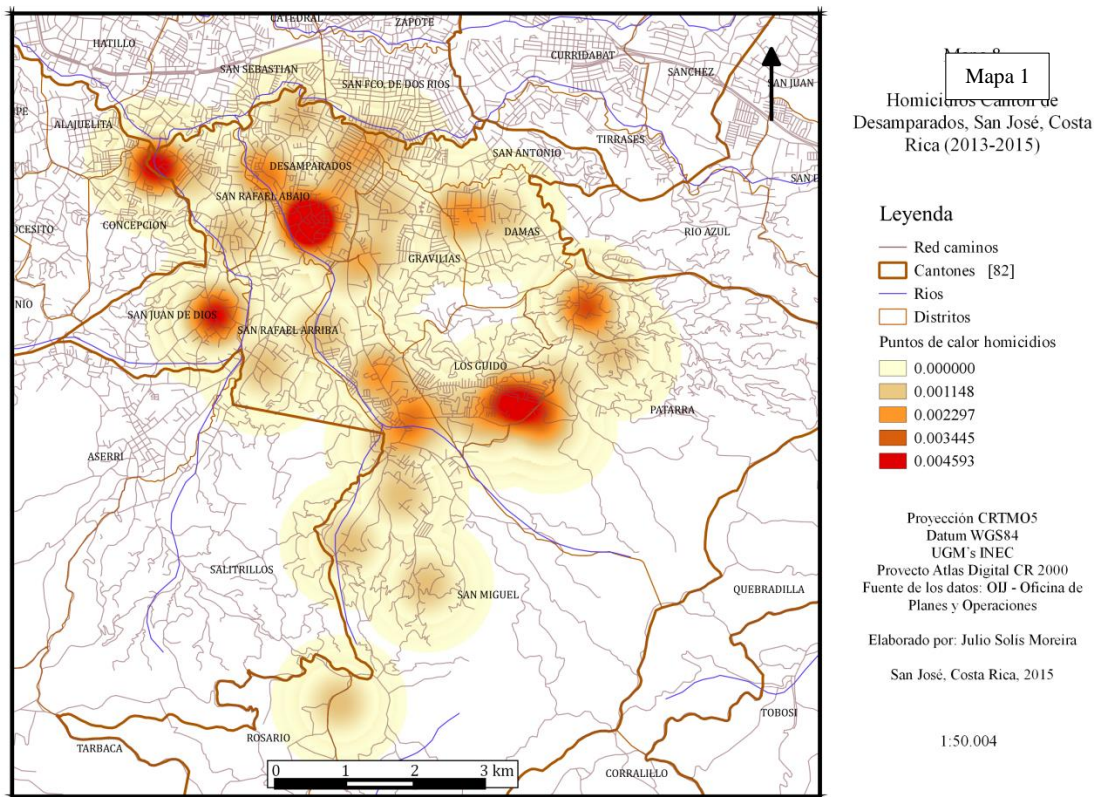 CATEDRAL
ZAPOTE
HATILLO
CURRIDABAT
SAN SEBASTIAN
SANCHEZ
SAN FCO. DE DOS RIOS
SAN JUAN
ALAJUELITA
TIRRASES
SAN ANTONIO
DESAMPARADOS
SAN RAFAEL ABAJO
CONCEPCION
DAMAS
RIO AZUL
GRAVILIAS
SAN JUAN DE DIOS
SAN RAFAEL ARRIBA
LOS GUIDO
PATARRA
ASERRI
SALITRILLOS
QUEBRADILLA
SAN MIGUEL
TOBOSI
ROSARIO
TARBACA
CORRALILLO
0 1 2 3 km
Mapa 1
Homicidios Cantón de
Desamparados, San José, Costa
Rica (2013-2015)
Leyenda
Red caminos
Cantones [82]
Rios
Distritos
Puntos de calor homicidios
0.000000
0.001148
0.002297
0.003445
0.004593
Proyección CRTMO5
Datum WGS84
UGM`s INEC
Provecto Atlas Digital CR 2000
Fuente de los datos: OIJ - Oficina de
Planes y Operaciones
Elaborado por: Julio Solís Moreira
San José, Costa Rica, 2015
1:50.004